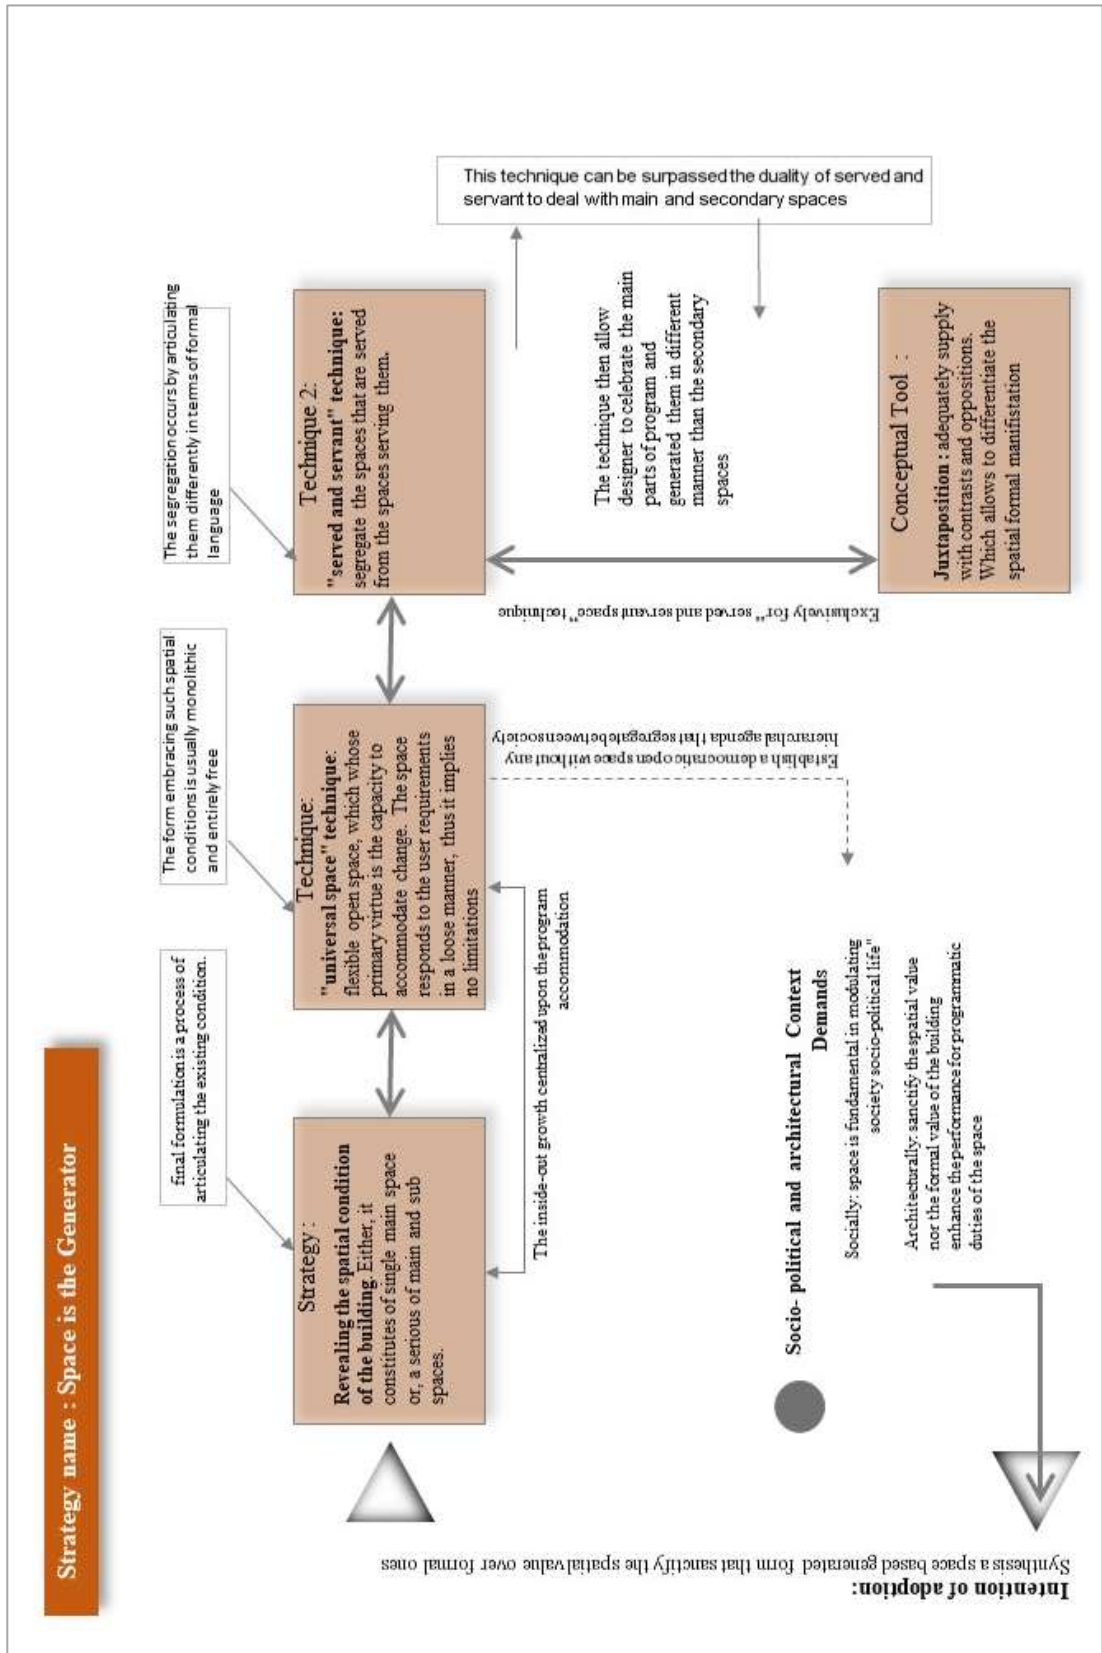 Strategy name : Space is the Generator
final formulation is a process of
articulating the existing condition.
Strategy :
Revealing the spatial condition
of the building. Either, it
constitutes of single main space
or, a serious of main and sub
spaces.
The form embracing such spatial
conditions is usually monolithic
and entirely free
Technique:
"universal space" technique:
flexible open space, which whose
primary virtue is the capacity to
accommodate change. The space
responds to the user requirements
in a loose manner, thus it implies
no limitations
The segregation occurs by articulating
them differently in terms of formal
language
Technique 2:
"served and servant" technique:
segregate the spaces that are served
from the spaces serving them.
This technique can be surpassed the duality of served and
servant to deal with main and secondary spaces
The technique then allow
designer to celebrate the main
parts of program and
generated them in different
manner than the secondary
spaces
The inside-out growth centralized upon the program
accommodation
Establish a democratic open space without any
hierarchal agenda that segregate between society
Exclusively for "served and servant space" technique
Conceptual Tool :
Juxtaposition : adequately supply
with contrasts and oppositions.
Which allows to differentiate the
spatial formal manifistation
Socio- political and architectural Context
Demands
Socially: space is fundamental in modulating
society socio-political life"
Architecturally: sanctify the spatial value
nor the formal value of the building
enhance the performance for programmatic
duties of the space
Intention of adoption:
Synthesis a space based generated form that sanctify the spatial value over formal ones